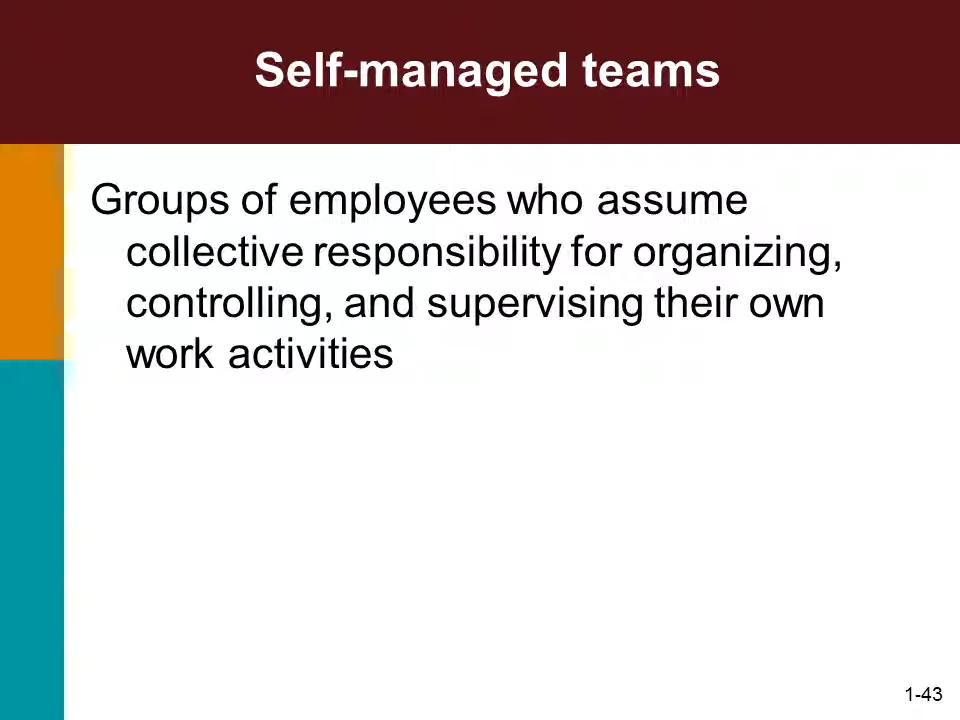 Self-managed teams
Groups of employees who assume
collective responsibility for organizing,
controlling, and supervising their own
work activities
1-43